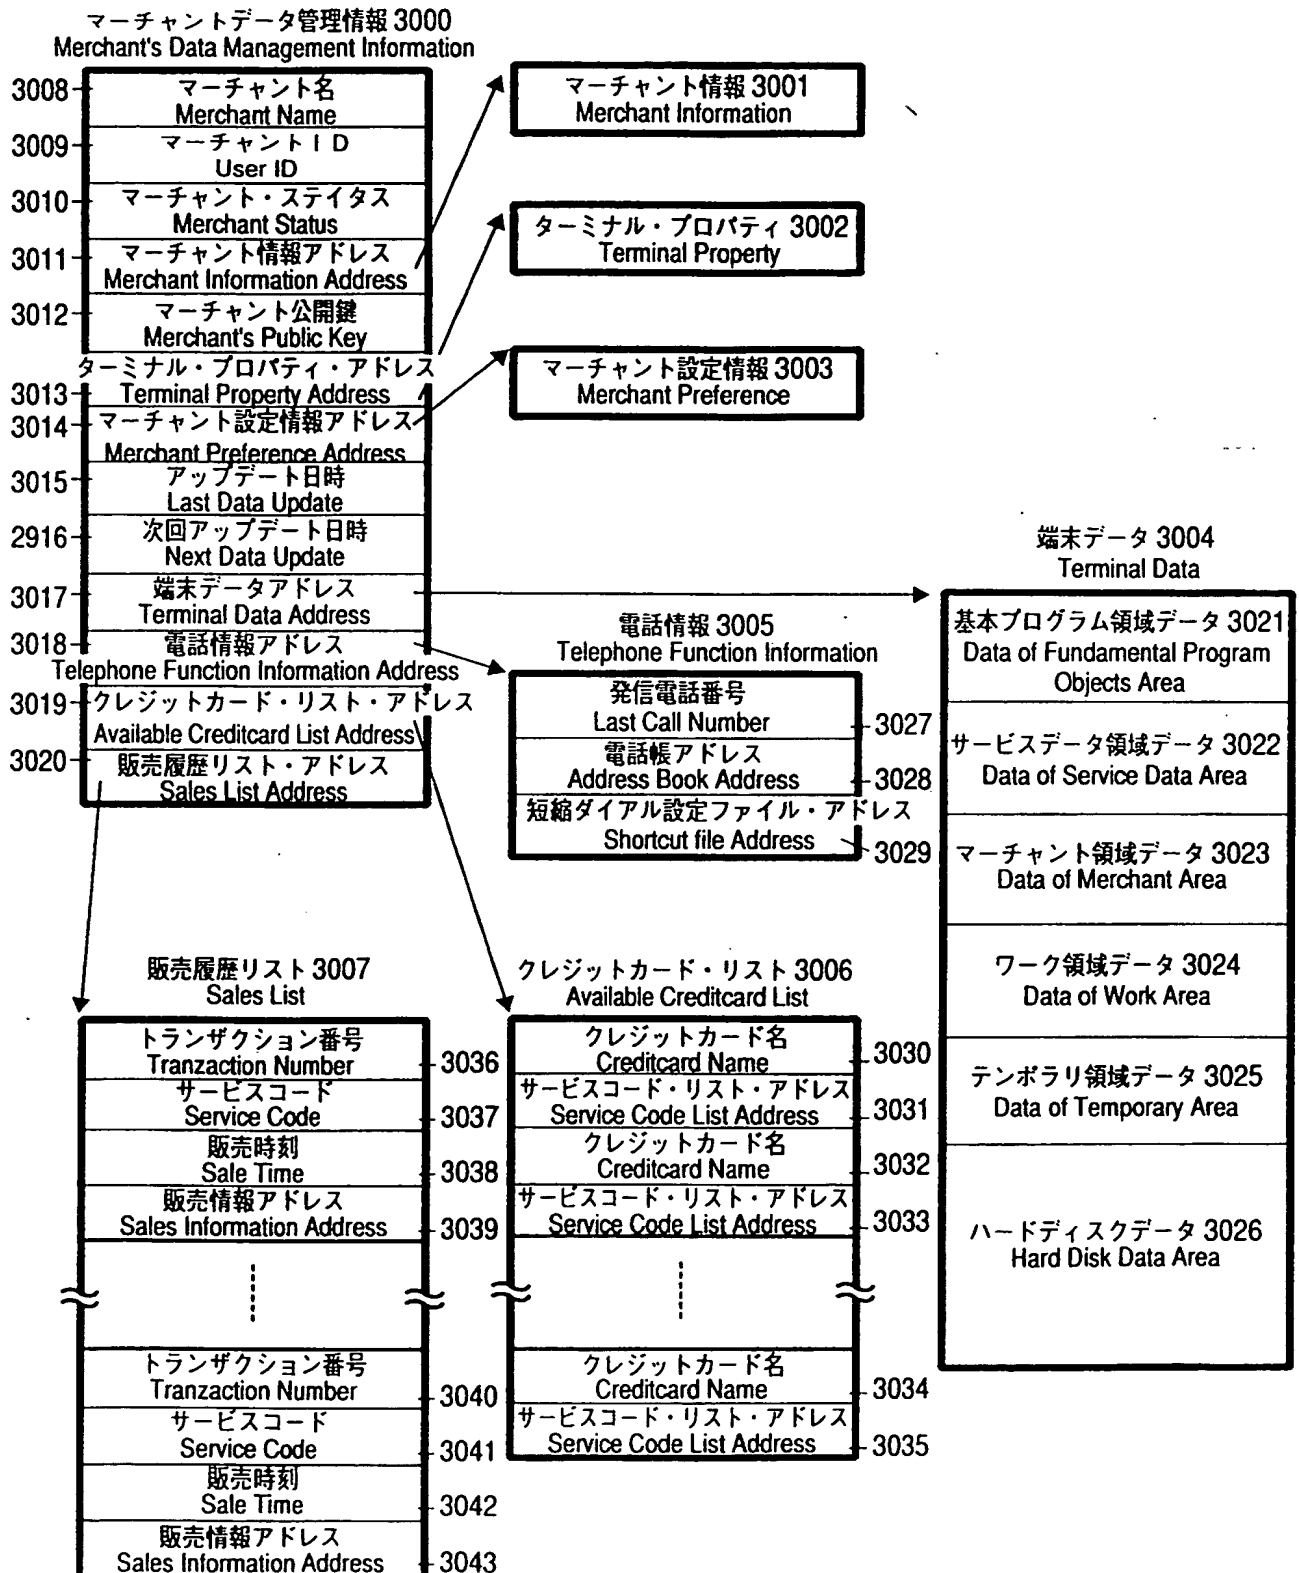 マーチャントデータ管理情報 3000
Merchant's Data Management Information
3008
マーチャント名
Merchant Name
3009
マーチャントID
User ID
3010
マーチャント・ステイタス
Merchant Status
3011
マーチャント情報アドレス
Merchant Information Address
3012
マーチャント公開鍵
Merchant's Public Key
ターミナル・プロパティ・アドレス
3013
Terminal Property Address
3014
マーチャント設定情報アドレス
Merchant Preference Address
3015
アップデート日時
Last Data Update
2916
次回アップデート日時
Next Data Update
3017
端末データアドレス
Terminal Data Address
3018
電話情報アドレス
Telephone Function Information Address
3019
クレジットカード・リスト・アドレス
Available Creditcard List Address
3020
販売履歴リスト・アドレス
Sales List Address
マーチャント情報 3001
Merchant Information
ターミナル・プロパティ 3002
Terminal Property
マーチャント設定情報 3003
Merchant Preference
端末データ 3004
Terminal Data
基本プログラム領域データ 3021
Data of Fundamental Program
Objects Area
サービスデータ領域データ 3022
Data of Service Data Area
マーチャント領域データ 3023
Data of Merchant Area
ワーク領域データ 3024
Data of Work Area
テンポラリ領域データ 3025
Data of Temporary Area
ハードディスクデータ 3026
Hard Disk Data Area
電話情報 3005
Telephone Function Information
発信電話番号
Last Call Number
3027
電話帳アドレス
Address Book Address
3028
短縮ダイアル設定ファイル・アドレス
Shortcut file Address
3029
販売履歴リスト 3007
Sales List
トランザクション番号
Tranzaction Number
3036
サービスコード
Service Code
3037
販売時刻
Sale Time
3038
販売情報アドレス
Sales Information Address
3039
トランザクション番号
Tranzaction Number
3040
サービスコード
Service Code
3041
販売時刻
Sale Time
3042
販売情報アドレス
Sales Information Address
3043
クレジットカード・リスト 3006
Available Creditcard List
クレジットカード名
Creditcard Name
3030
サービスコード・リスト・アドレス
Service Code List Address
3031
クレジットカード名
Creditcard Name
3032
サービスコード・リスト・アドレス
Service Code List Address
3033
クレジットカード名
Creditcard Name
3034
サービスコード・リスト・アドレス
Service Code List Address
3035